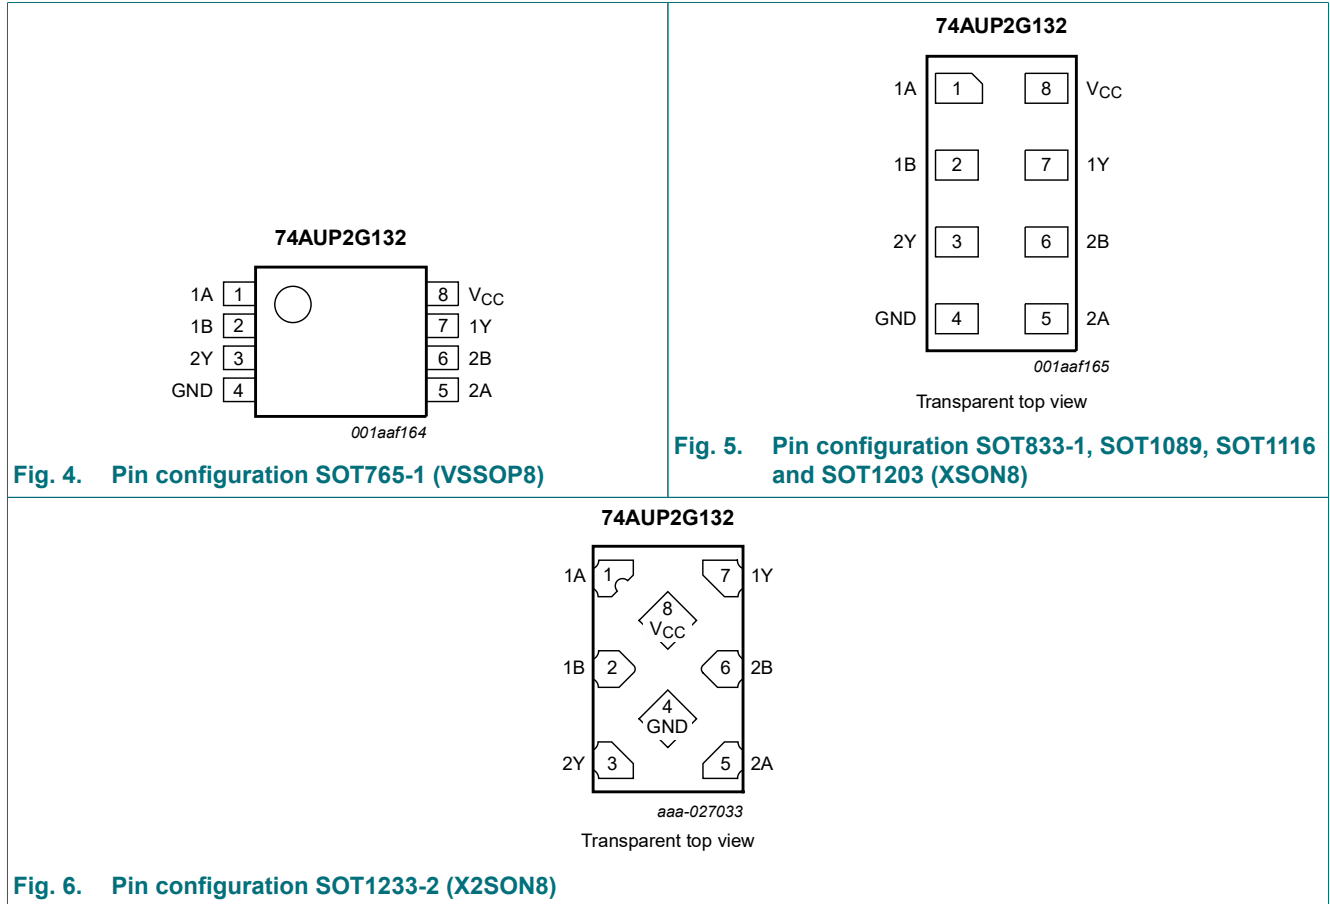 74AUP2G132
1A 1 8 VCC
1B 2 7 1Y
2Y 3 6 2B
GND 4 5 2A
001aaf164
Fig. 4. Pin configuration SOT765-1 (VSSOP8)
74AUP2G132
1A 1 8 VCC
1B 2 7 1Y
2Y 3 6 2B
GND 4 5 2A
001aaf165
Transparent top view
Fig. 5. Pin configuration SOT833-1, SOT1089, SOT1116
and SOT1203 (XSON8)
74AUP2G132
1A 1 7 1Y
8
VCC
1B 2 6 2B
4
GND
2Y 3 5 2A
aaa-027033
Transparent top view
Fig. 6. Pin configuration SOT1233-2 (X2SON8)